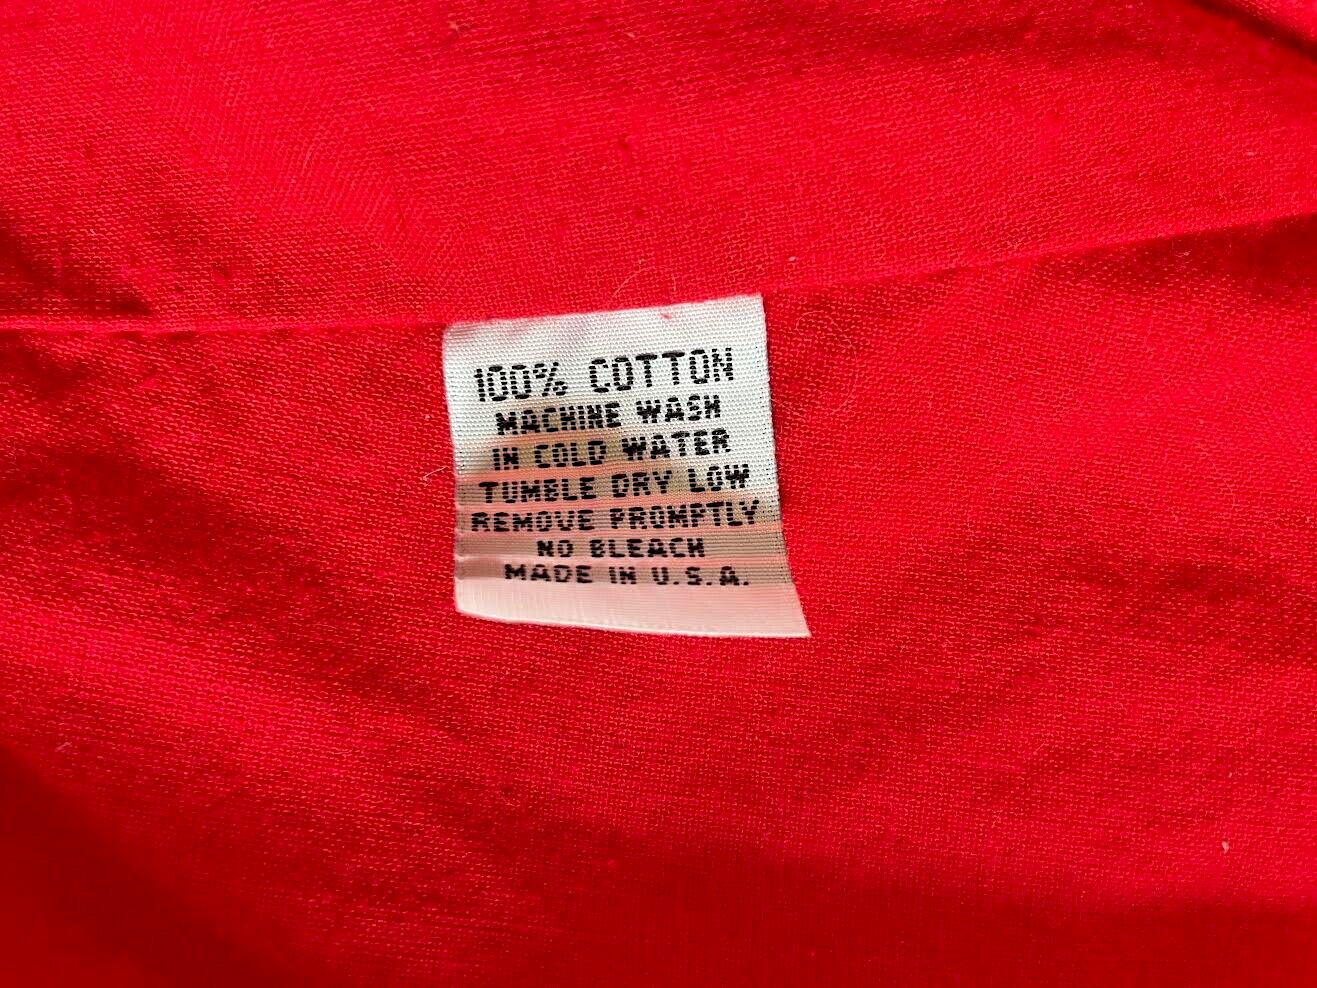 100% COTTON
MACHINE WASH
IN COLD WATER
TUMBLE DRY LOW
REMOVE PROMPTLY
NO BLEACH
MADE IN U.S.A.